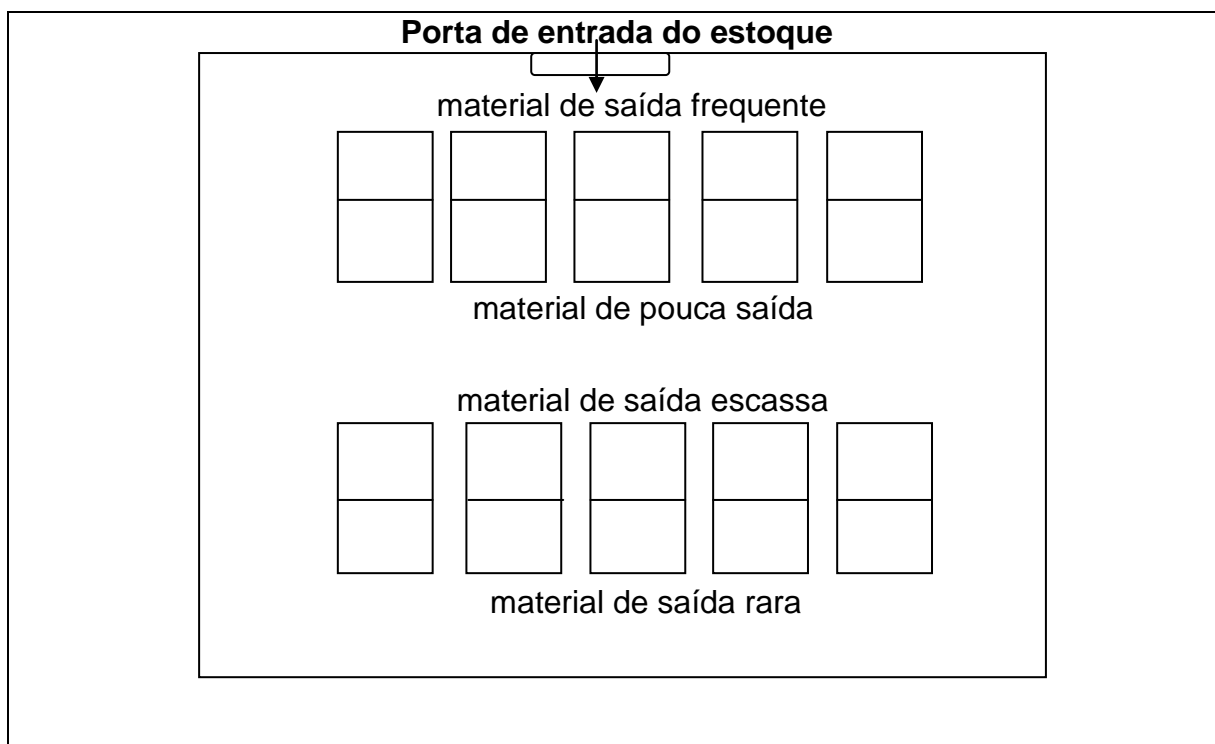 Porta de entrada do estoque
material de saída frequente
material de pouca saída
material de saída escassa
material de saída rara